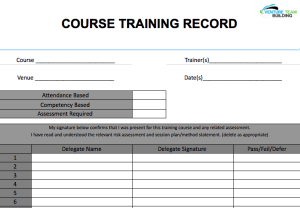 VENTURE TEAM
BUILDING
COURSE TRAINING RECORD
Course Trainer(s)
Venue Date(s)
Attendance Based
Competency Based
Assessment Required
My signature below confirms that I was present for this training course and any related assessment.
I have read and understand the relevant risk assessment and session plan/method statement. (delete as appropriate)
Delegate Name Delegate Signature Pass/Fail/Defer
1
2
3
4
5
6